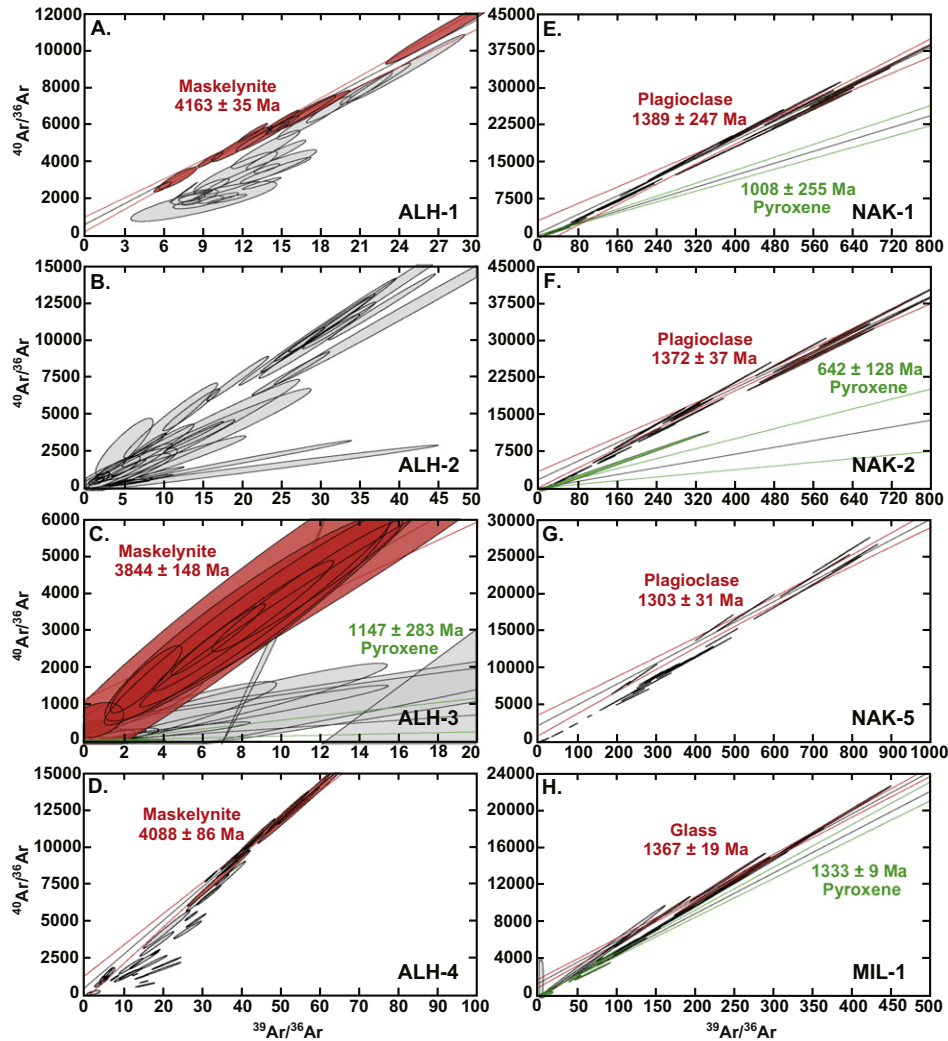 A.
Maskelynite
4163 ± 35 Ma
ALH-1
⁴⁰Ar/³⁶Ar
12000
10000
8000
6000
4000
2000
0
0 3 6 9 12 15 18 21 24 27 30
B.
ALH-2
⁴⁰Ar/³⁶Ar
15000
12500
10000
7500
5000
2500
0
0 5 10 15 20 25 30 35 40 45 50
C.
Maskelynite
3844 ± 148 Ma
1147 ± 283 Ma
Pyroxene
ALH-3
⁴⁰Ar/³⁶Ar
6000
5000
4000
3000
2000
1000
0
0 2 4 6 8 10 12 14 16 18 20
D.
Maskelynite
4088 ± 86 Ma
ALH-4
⁴⁰Ar/³⁶Ar
15000
12500
10000
7500
5000
2500
0
0 10 20 30 40 50 60 70 80 90 100
³⁹Ar/³⁶Ar
E.
Plagioclase
1389 ± 247 Ma
1008 ± 255 Ma
Pyroxene
NAK-1
45000
37500
30000
22500
15000
7500
0
0 80 160 240 320 400 480 560 640 720 800
F.
Plagioclase
1372 ± 37 Ma
642 ± 128 Ma
Pyroxene
NAK-2
45000
37500
30000
22500
15000
7500
0
0 80 160 240 320 400 480 560 640 720 800
G.
Plagioclase
1303 ± 31 Ma
NAK-5
30000
25000
20000
15000
10000
5000
0
0 100 200 300 400 500 600 700 800 900 1000
H.
Glass
1367 ± 19 Ma
1333 ± 9 Ma
Pyroxene
MIL-1
24000
20000
16000
12000
8000
4000
0
0 50 100 150 200 250 300 350 400 450 500
³⁹Ar/³⁶Ar